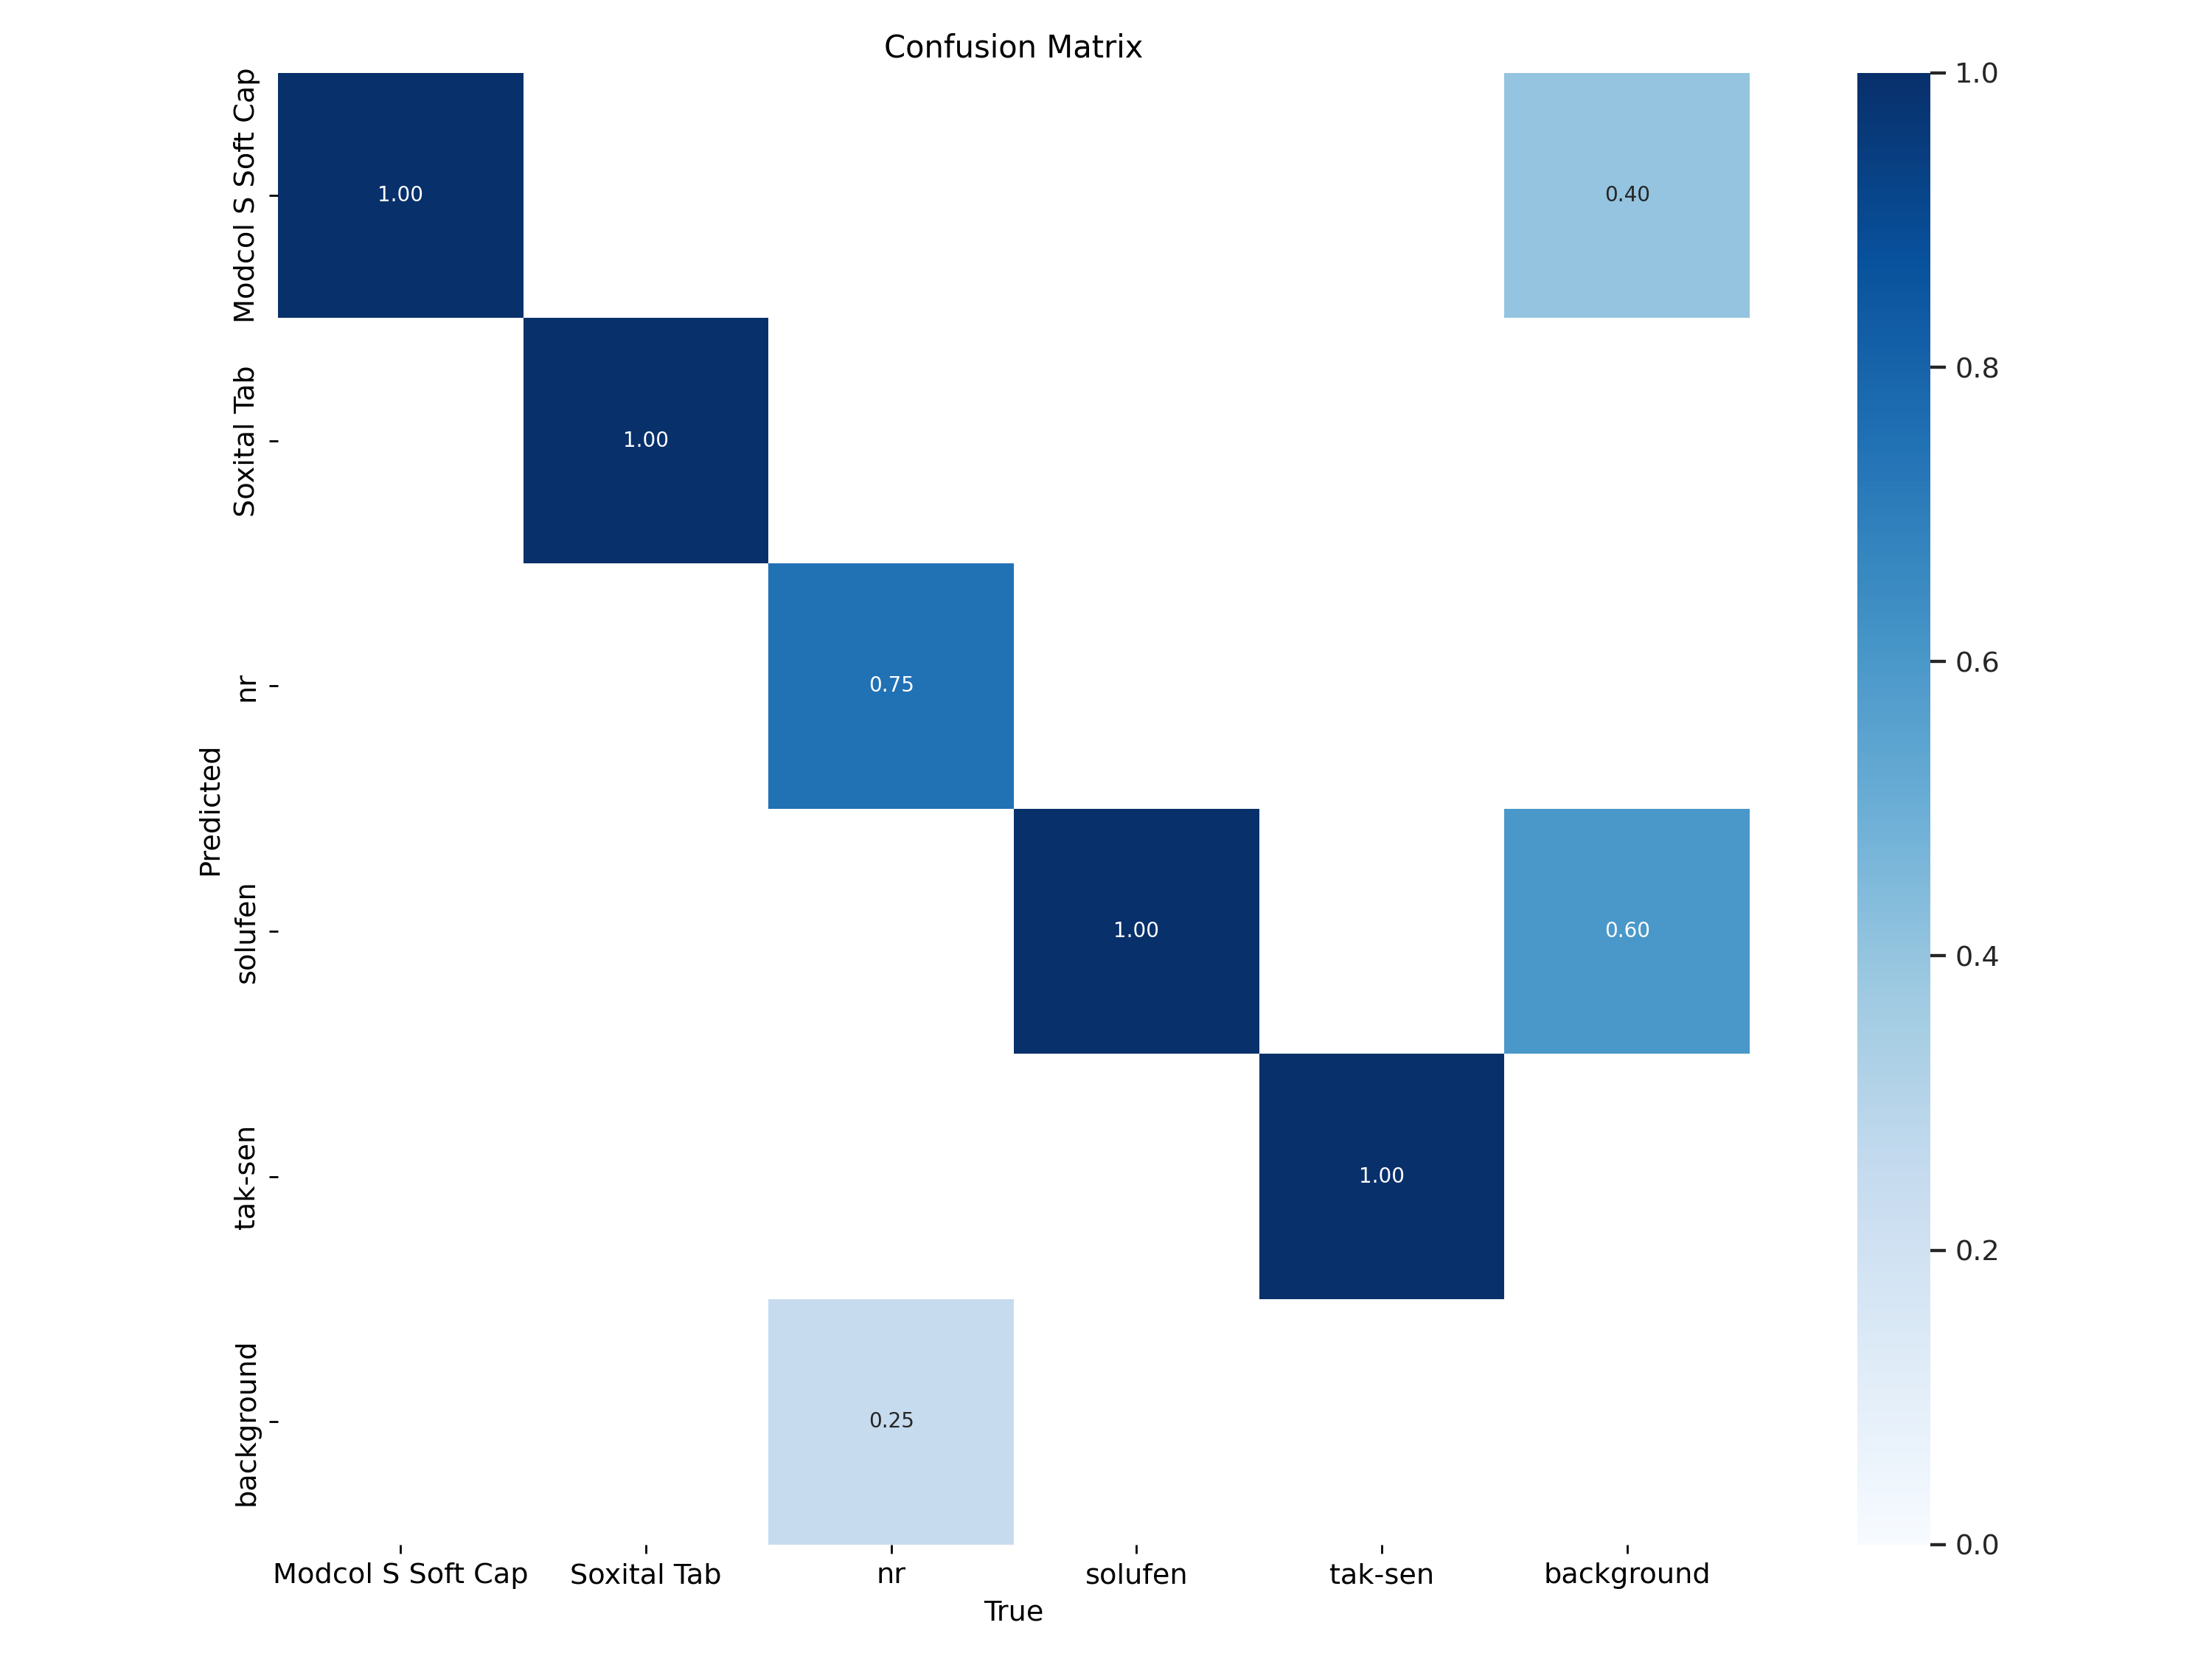 Confusion Matrix
Modcol S Soft Cap
Soxital Tab
nr
solufen
tak-sen
background
Predicted
1.00
0.40
1.00
0.75
1.00
0.60
1.00
0.25
Modcol S Soft Cap Soxital Tab nr solufen tak-sen background
True
1.0
0.8
0.6
0.4
0.2
0.0